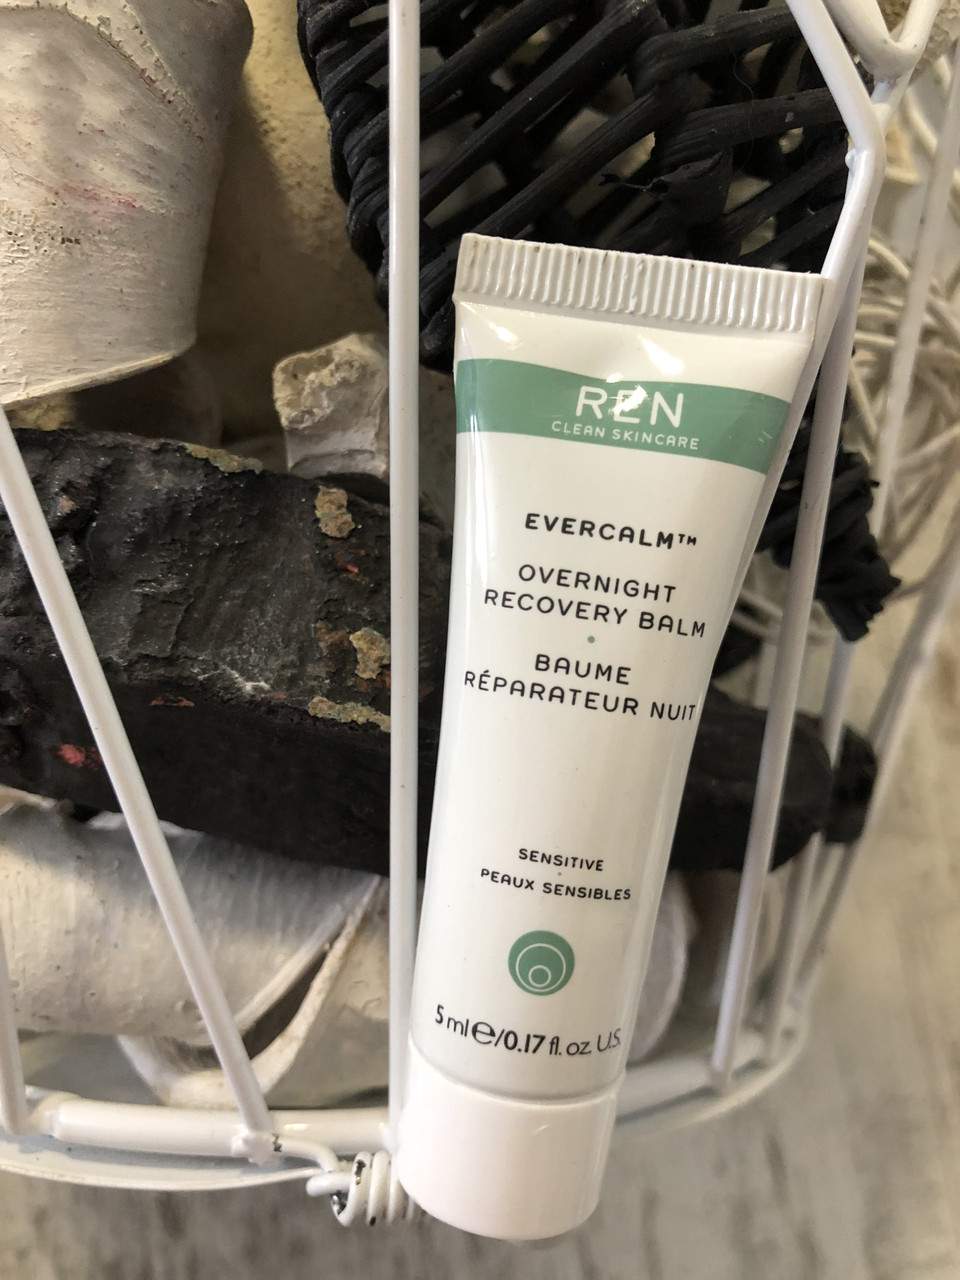 REN
CLEAN SKINCARE
EVERCALM™
OVERNIGHT
RECOVERY BALM
BAUME
RÉPARATEUR NUIT
SENSITIVE
PEAUX SENSIBLES
5 ml℮/0.17 fl. oz. U.S.